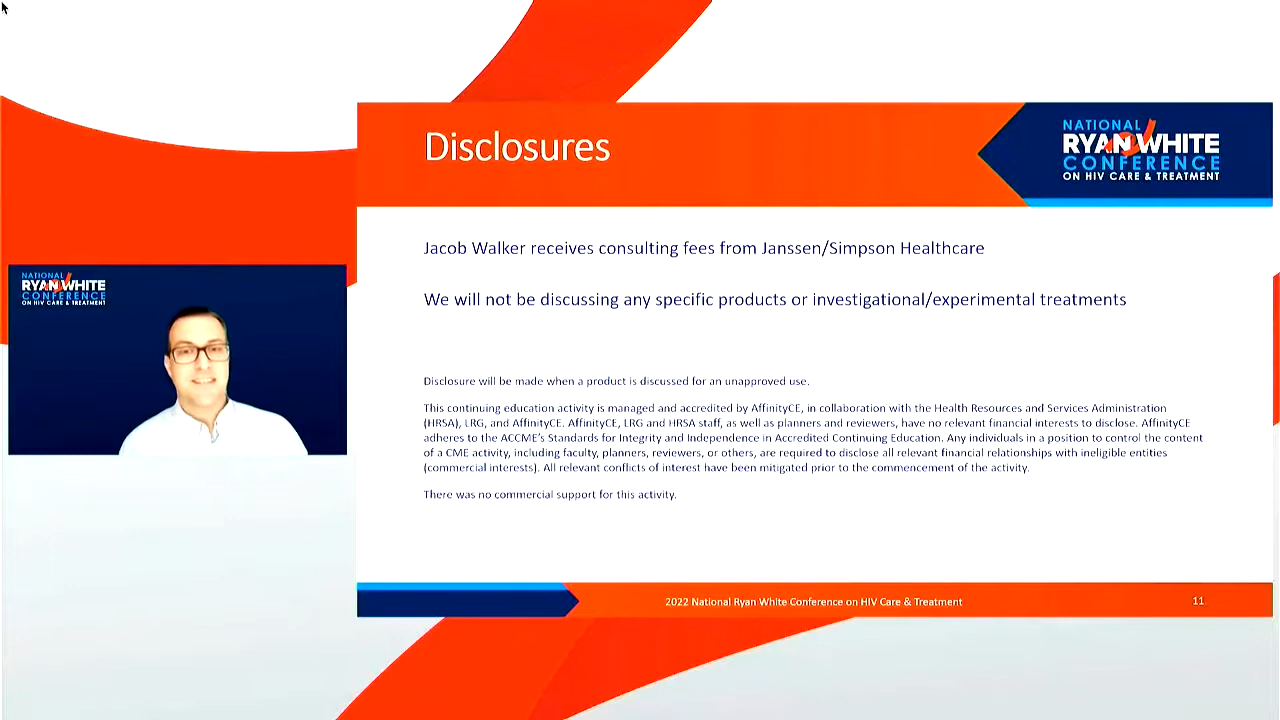 Disclosures
NATIONAL
RYAN WHITE
CONFERENCE
ON HIV CARE & TREATMENT
Jacob Walker receives consulting fees from Janssen/Simpson Healthcare
We will not be discussing any specific products or investigational/experimental treatments
NATIONAL
RYAN WHITE
CONFERENCE
ON HIV CARE & TREATMENT
Disclosure will be made when a product is discussed for an unapproved use.
This continuing education activity is managed and accredited by AffinityCE, in collaboration with the Health Resources and Services Administration
(HRSA), LRG, and AffinityCE. AffinityCE, LRG and HRSA staff, as well as planners and reviewers, have no relevant financial interests to disclose. AffinityCE
adheres to the ACCME's Standards for Integrity and Independence in Accredited Continuing Education. Any individuals in a position to control the content
of a CME activity, including faculty, planners, reviewers, or others, are required to disclose all relevant financial relationships with ineligible entities
(commercial interests). All relevant conflicts of interest have been mitigated prior to the commencement of the activity.
There was no commercial support for this activity.
2022 National Ryan White Conference on HIV Care & Treatment
11